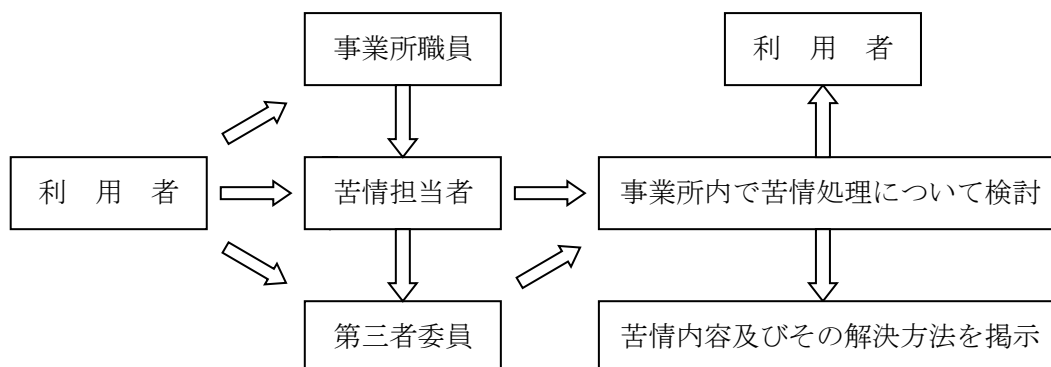 事業所職員
利　用　者
利　用　者
苦情担当者
事業所内で苦情処理について検討
第三者委員
苦情内容及びその解決方法を掲示